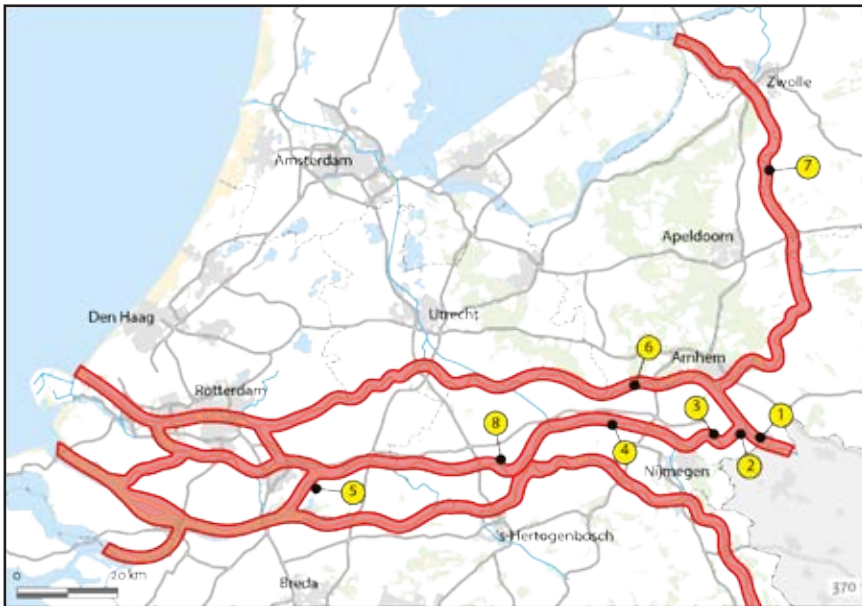 Zwolle
7
Amsterdam
Apeldoorn
Den Haag
Utrecht
6
Arnhem
Rotterdam
8
3
1
4
Nijmegen
2
5
's-Hertogenbosch
0
20 km
Breda
370